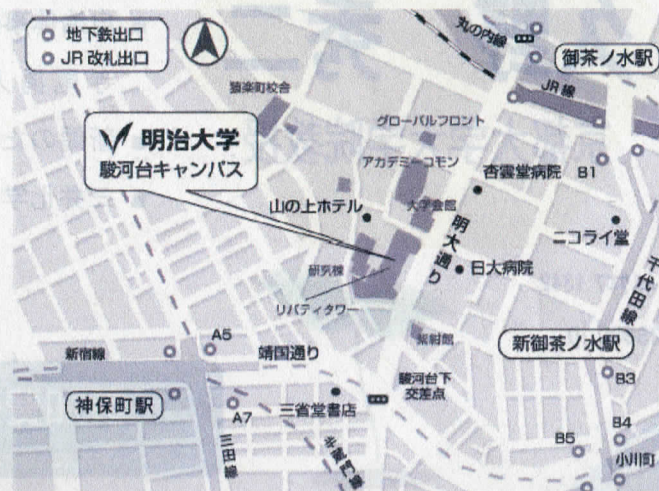 地下鉄出口
JR 改札出口
丸の内線
御茶ノ水駅
JR 線
猿楽町校舎
グローバルフロント
明治大学
駿河台キャンパス
アカデミーコモン
杏雲堂病院
B1
山の上ホテル
大学会館
明大通り
ニコライ堂
研究棟
日大病院
千代田線
リバティタワー
紫紺館
A5
新宿線
靖国通り
新御茶ノ水駅
駿河台下
交差点
B3
神保町駅
A7
三省堂書店
三田線
半蔵門線
B4
B5
小川町